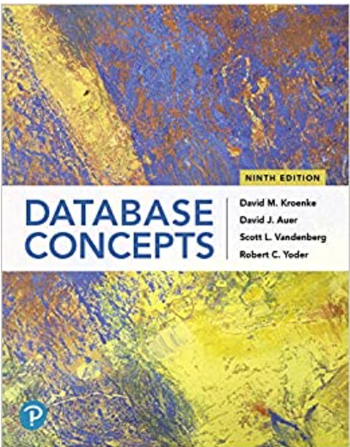 NINTH EDITION
DATABASE
CONCEPTS
David M. Kroenke
David J. Auer
Scott L. Vandenberg
Robert C. Yoder
P